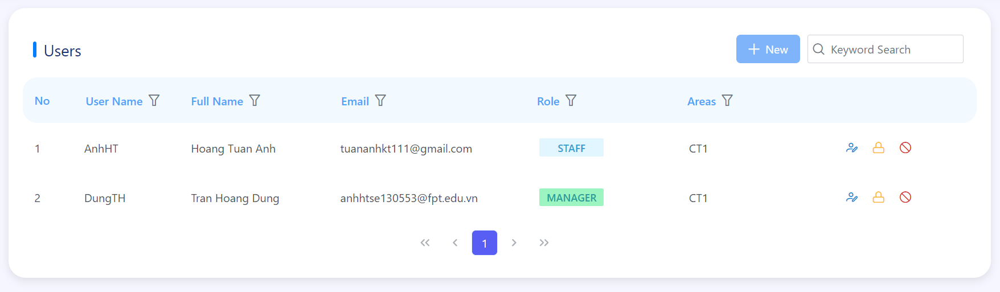 Users
New
Keyword Search
No User Name Full Name Email Role Areas
1 AnhHT Hoang Tuan Anh tuananhkt111@gmail.com STAFF CT1
2 DungTH Tran Hoang Dung anhhtse130553@fpt.edu.vn MANAGER CT1
1